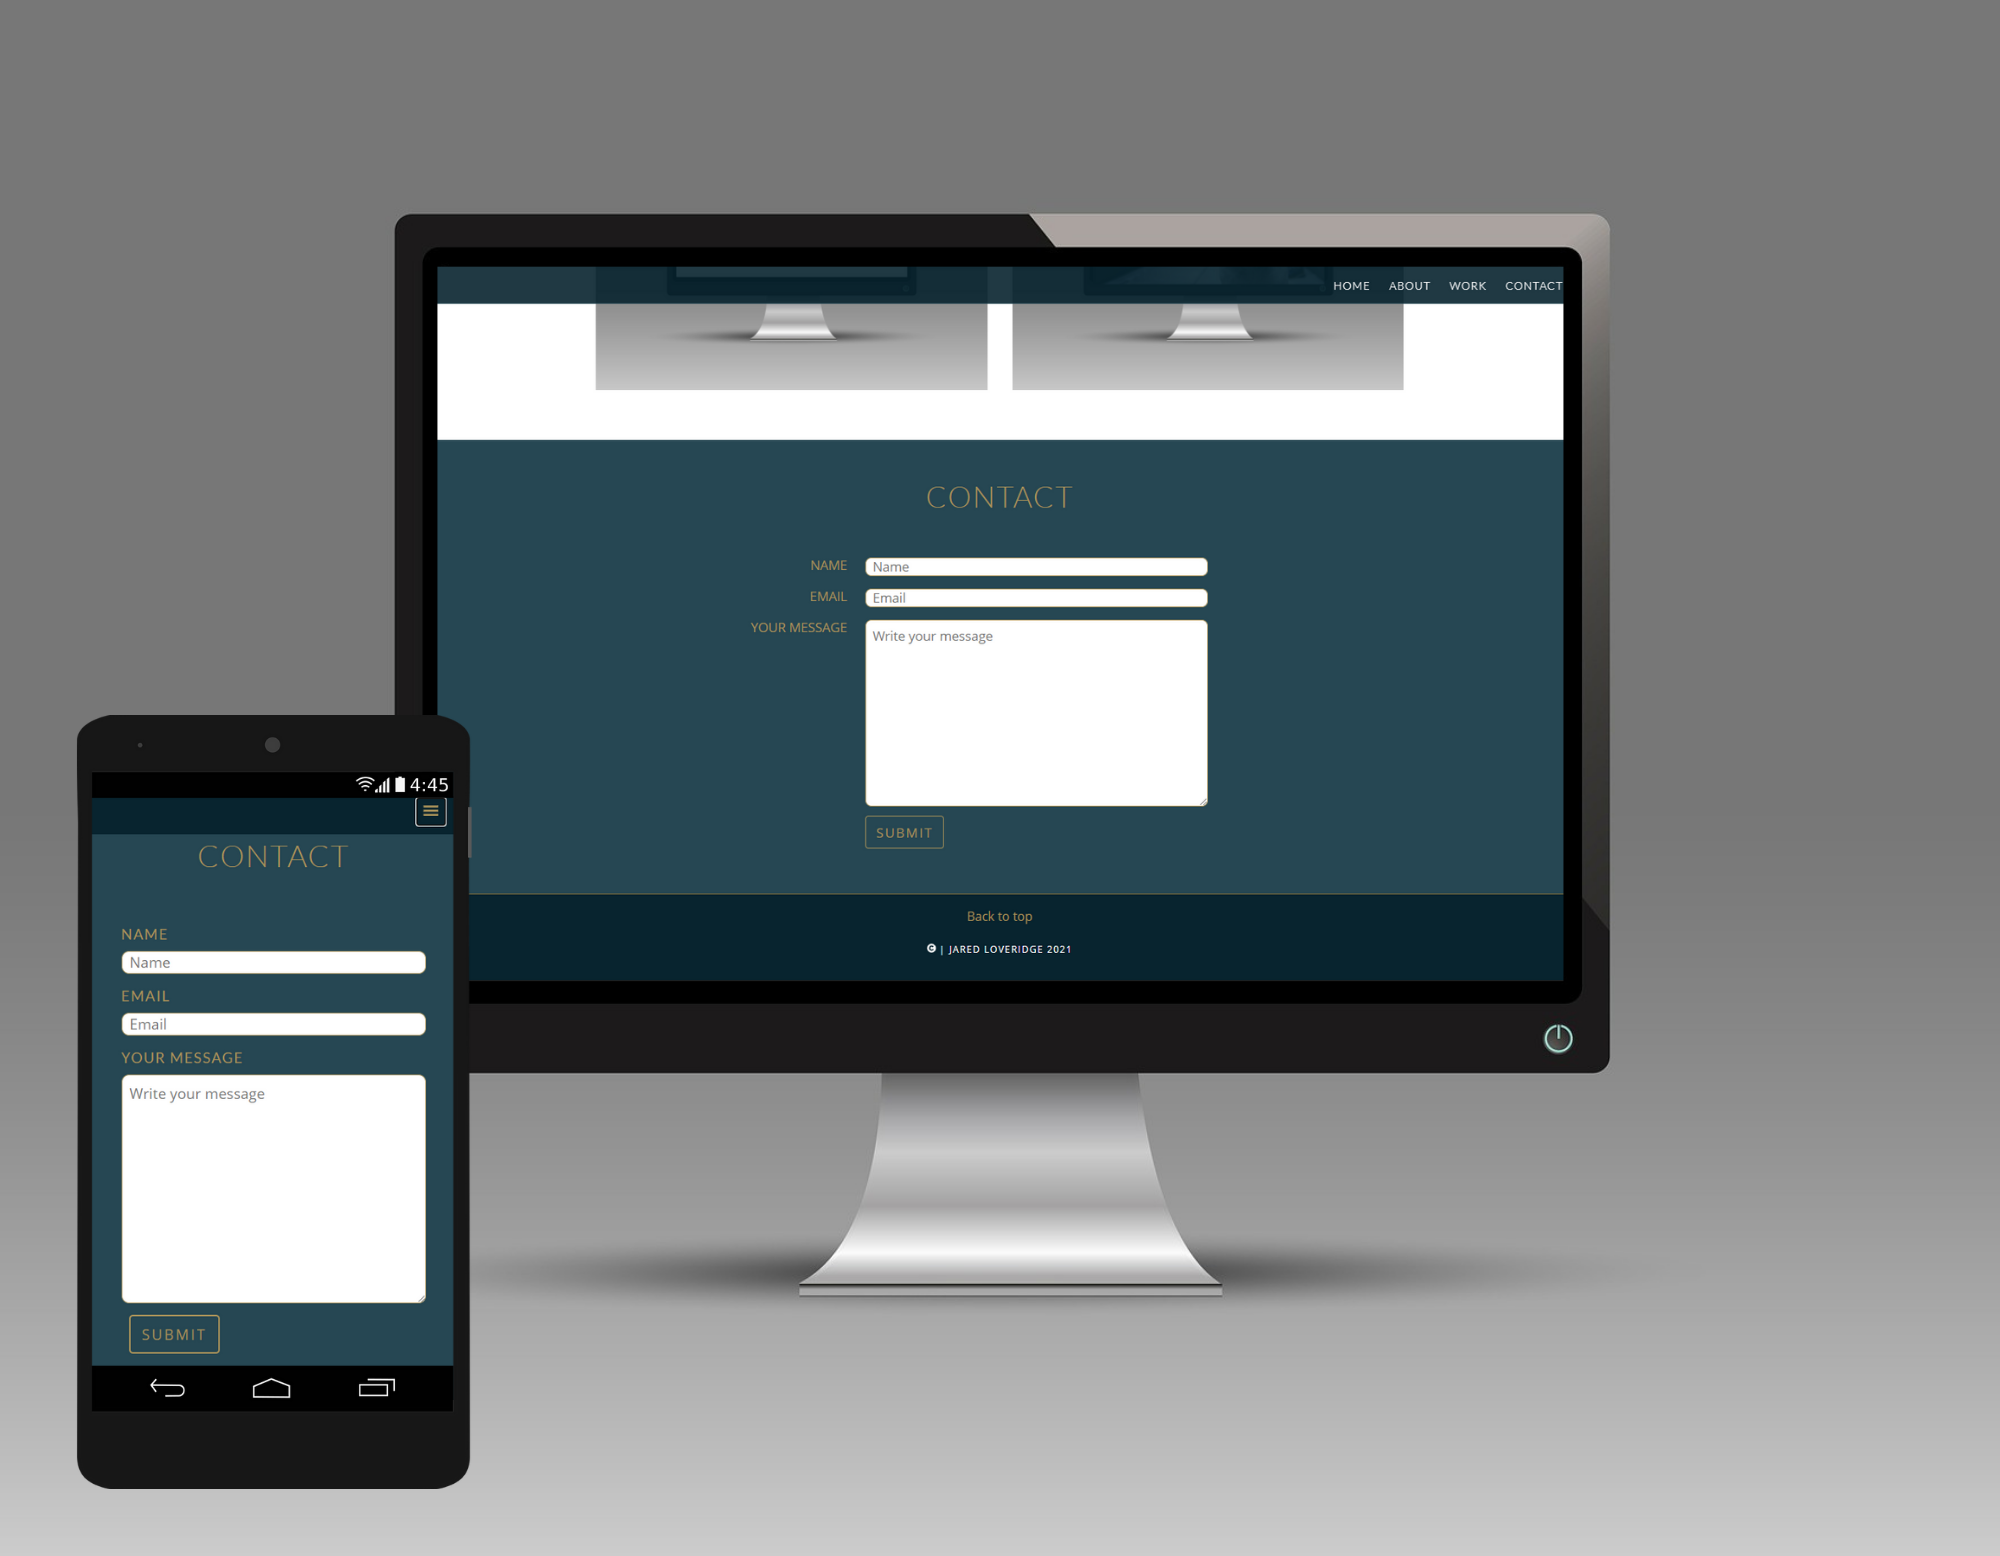 HOME ABOUT WORK CONTACT
CONTACT
NAME Name
EMAIL Email
YOUR MESSAGE Write your message
SUBMIT
Back to top
© | JARED LOVERIDGE 2021
4:45
CONTACT
NAME
Name
EMAIL
Email
YOUR MESSAGE
Write your message
SUBMIT